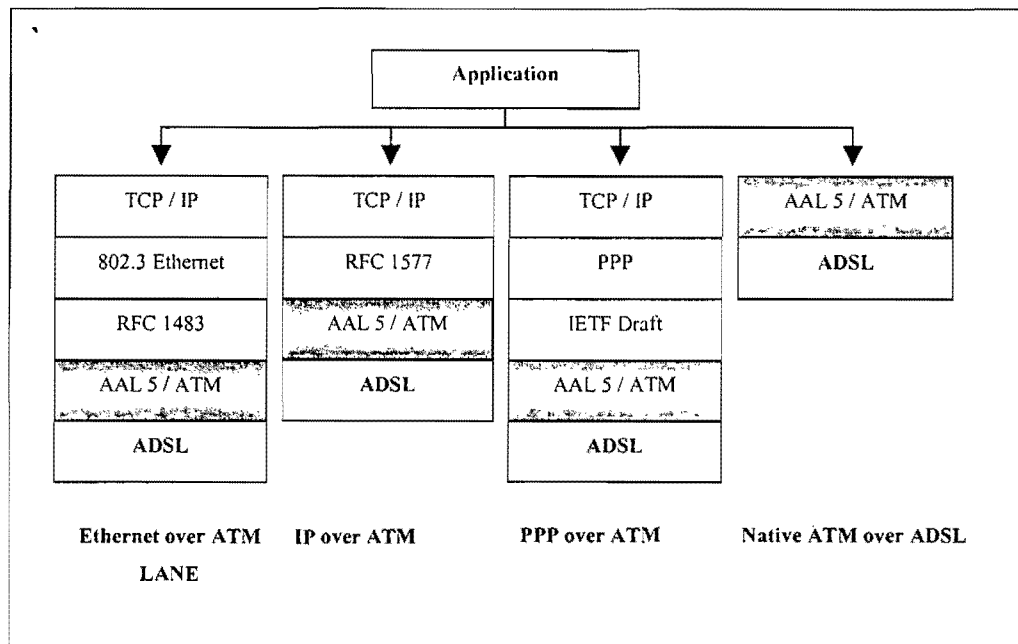 Application
TCP / IP
802.3 Ethernet
RFC 1483
AAL 5 / ATM
ADSL
Ethernet over ATM
LANE
TCP / IP
RFC 1577
AAL 5 / ATM
ADSL
IP over ATM
TCP / IP
PPP
IETF Draft
AAL 5 / ATM
ADSL
PPP over ATM
AAL 5 / ATM
ADSL
Native ATM over ADSL